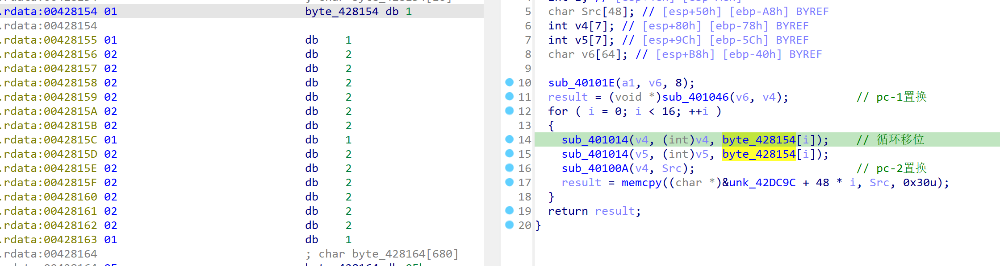 .rdata:00428154 01 byte_428154 db 1
.rdata:00428154
.rdata:00428155 01 db 1
.rdata:00428156 02 db 2
.rdata:00428157 02 db 2
.rdata:00428158 02 db 2
.rdata:00428159 02 db 2
.rdata:0042815A 02 db 2
.rdata:0042815B 02 db 2
.rdata:0042815C 01 db 1
.rdata:0042815D 02 db 2
.rdata:0042815E 02 db 2
.rdata:0042815F 02 db 2
.rdata:00428160 02 db 2
.rdata:00428161 02 db 2
.rdata:00428162 02 db 2
.rdata:00428163 01 db 1
.rdata:00428164 ; char byte_428164[680]
5 char Src[48]; // [esp+50h] [ebp-A8h] BYREF
6 int v4[7]; // [esp+80h] [ebp-78h] BYREF
7 int v5[7]; // [esp+9Ch] [ebp-5Ch] BYREF
8 char v6[64]; // [esp+B8h] [ebp-40h] BYREF
9
10 sub_40101E(a1, v6, 8);
11 result = (void *)sub_401046(v6, v4); // pc-1置换
12 for ( i = 0; i < 16; ++i )
13 {
14 sub_401014(v4, (int)v4, byte_428154[i]); // 循环移位
15 sub_401014(v5, (int)v5, byte_428154[i]);
16 sub_40100A(v4, Src); // pc-2置换
17 result = memcpy((char *)&unk_42DC9C + 48 * i, Src, 0x30u);
18 }
19 return result;
20 }